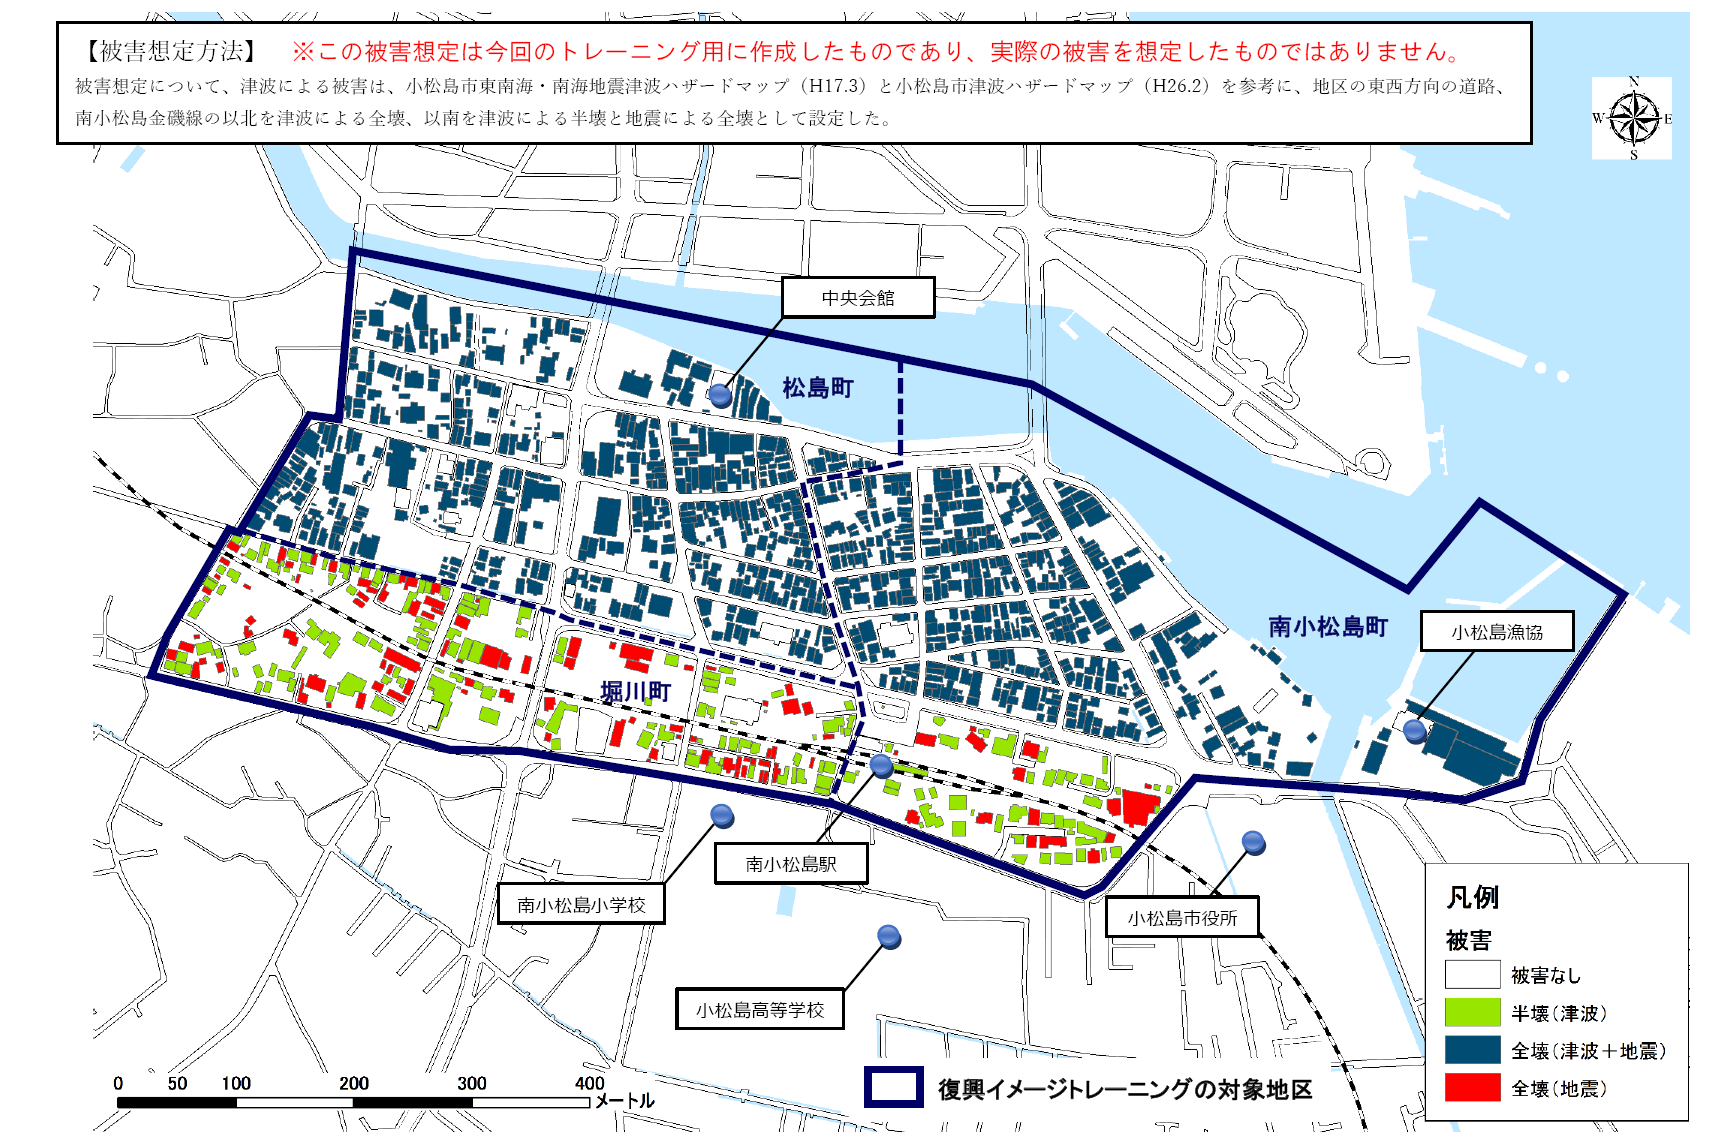 【被害想定方法】 ※この被害想定は今回のトレーニング用に作成したものであり、実際の被害を想定したものではありません。
被害想定について、津波による被害は、小松島市東南海・南海地震津波ハザードマップ（H17.3）と小松島市津波ハザードマップ（H26.2）を参考に、地区の東西方向の道路、
南小松島金磯線の以北を津波による全壊、以南を津波による半壊と地震による全壊として設定した。
N
W E
S
中央会館
松島町
南小松島町
小松島漁協
堀川町
南小松島駅
南小松島小学校
小松島市役所
小松島高等学校
凡例
被害
被害なし
半壊（津波）
全壊（津波＋地震）
全壊（地震）
0 50 100 200 300 400
メートル
復興イメージトレーニングの対象地区